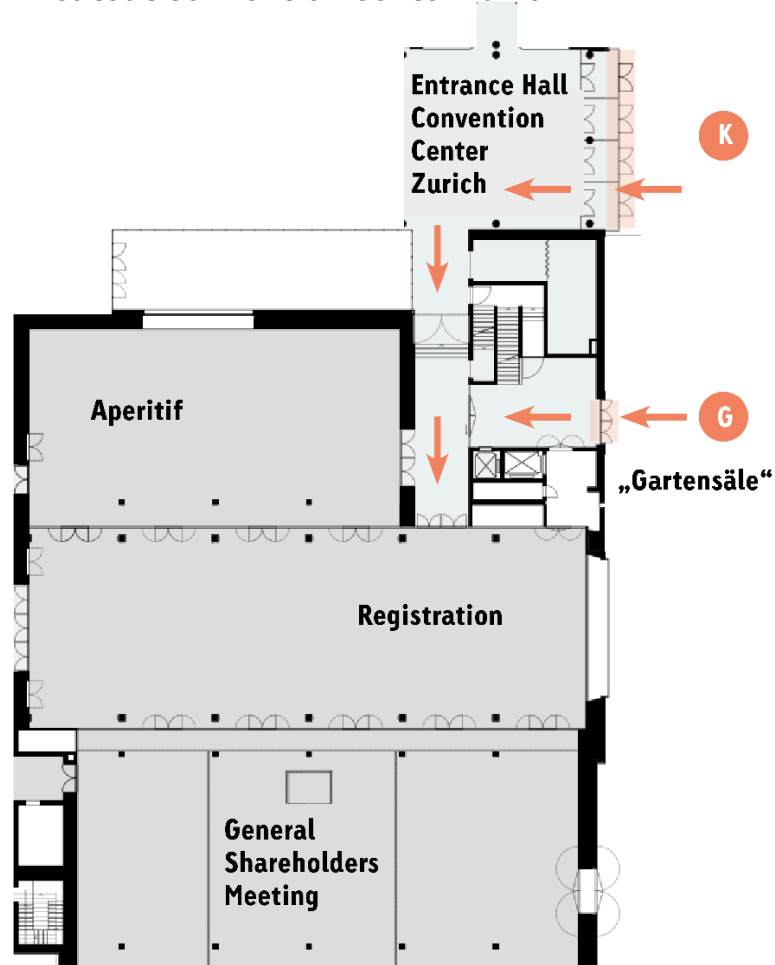 Entrance Hall
Convention
Center
Zurich
K
Aperitif
G
„Gartensäle“
Registration
General
Shareholders
Meeting